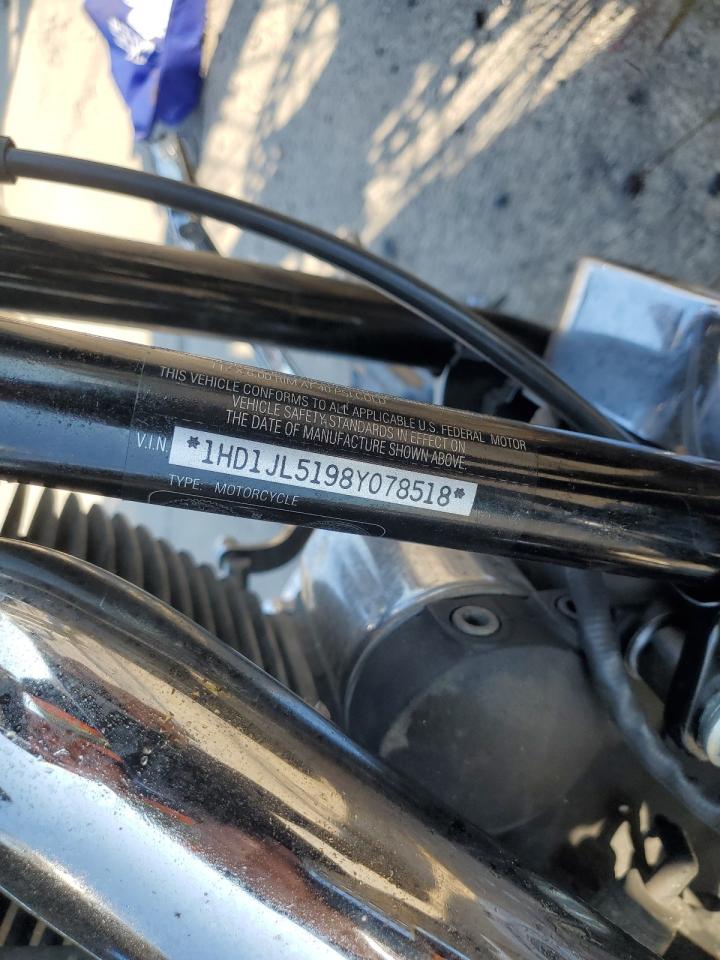 THIS VEHICLE CONFORMS TO ALL APPLICABLE U.S. FEDERAL MOTOR
VEHICLE SAFETY STANDARDS IN EFFECT ON
THE DATE OF MANUFACTURE SHOWN ABOVE.
V.I.N. *1HD1JL5198Y078518*
TYPE: MOTORCYCLE